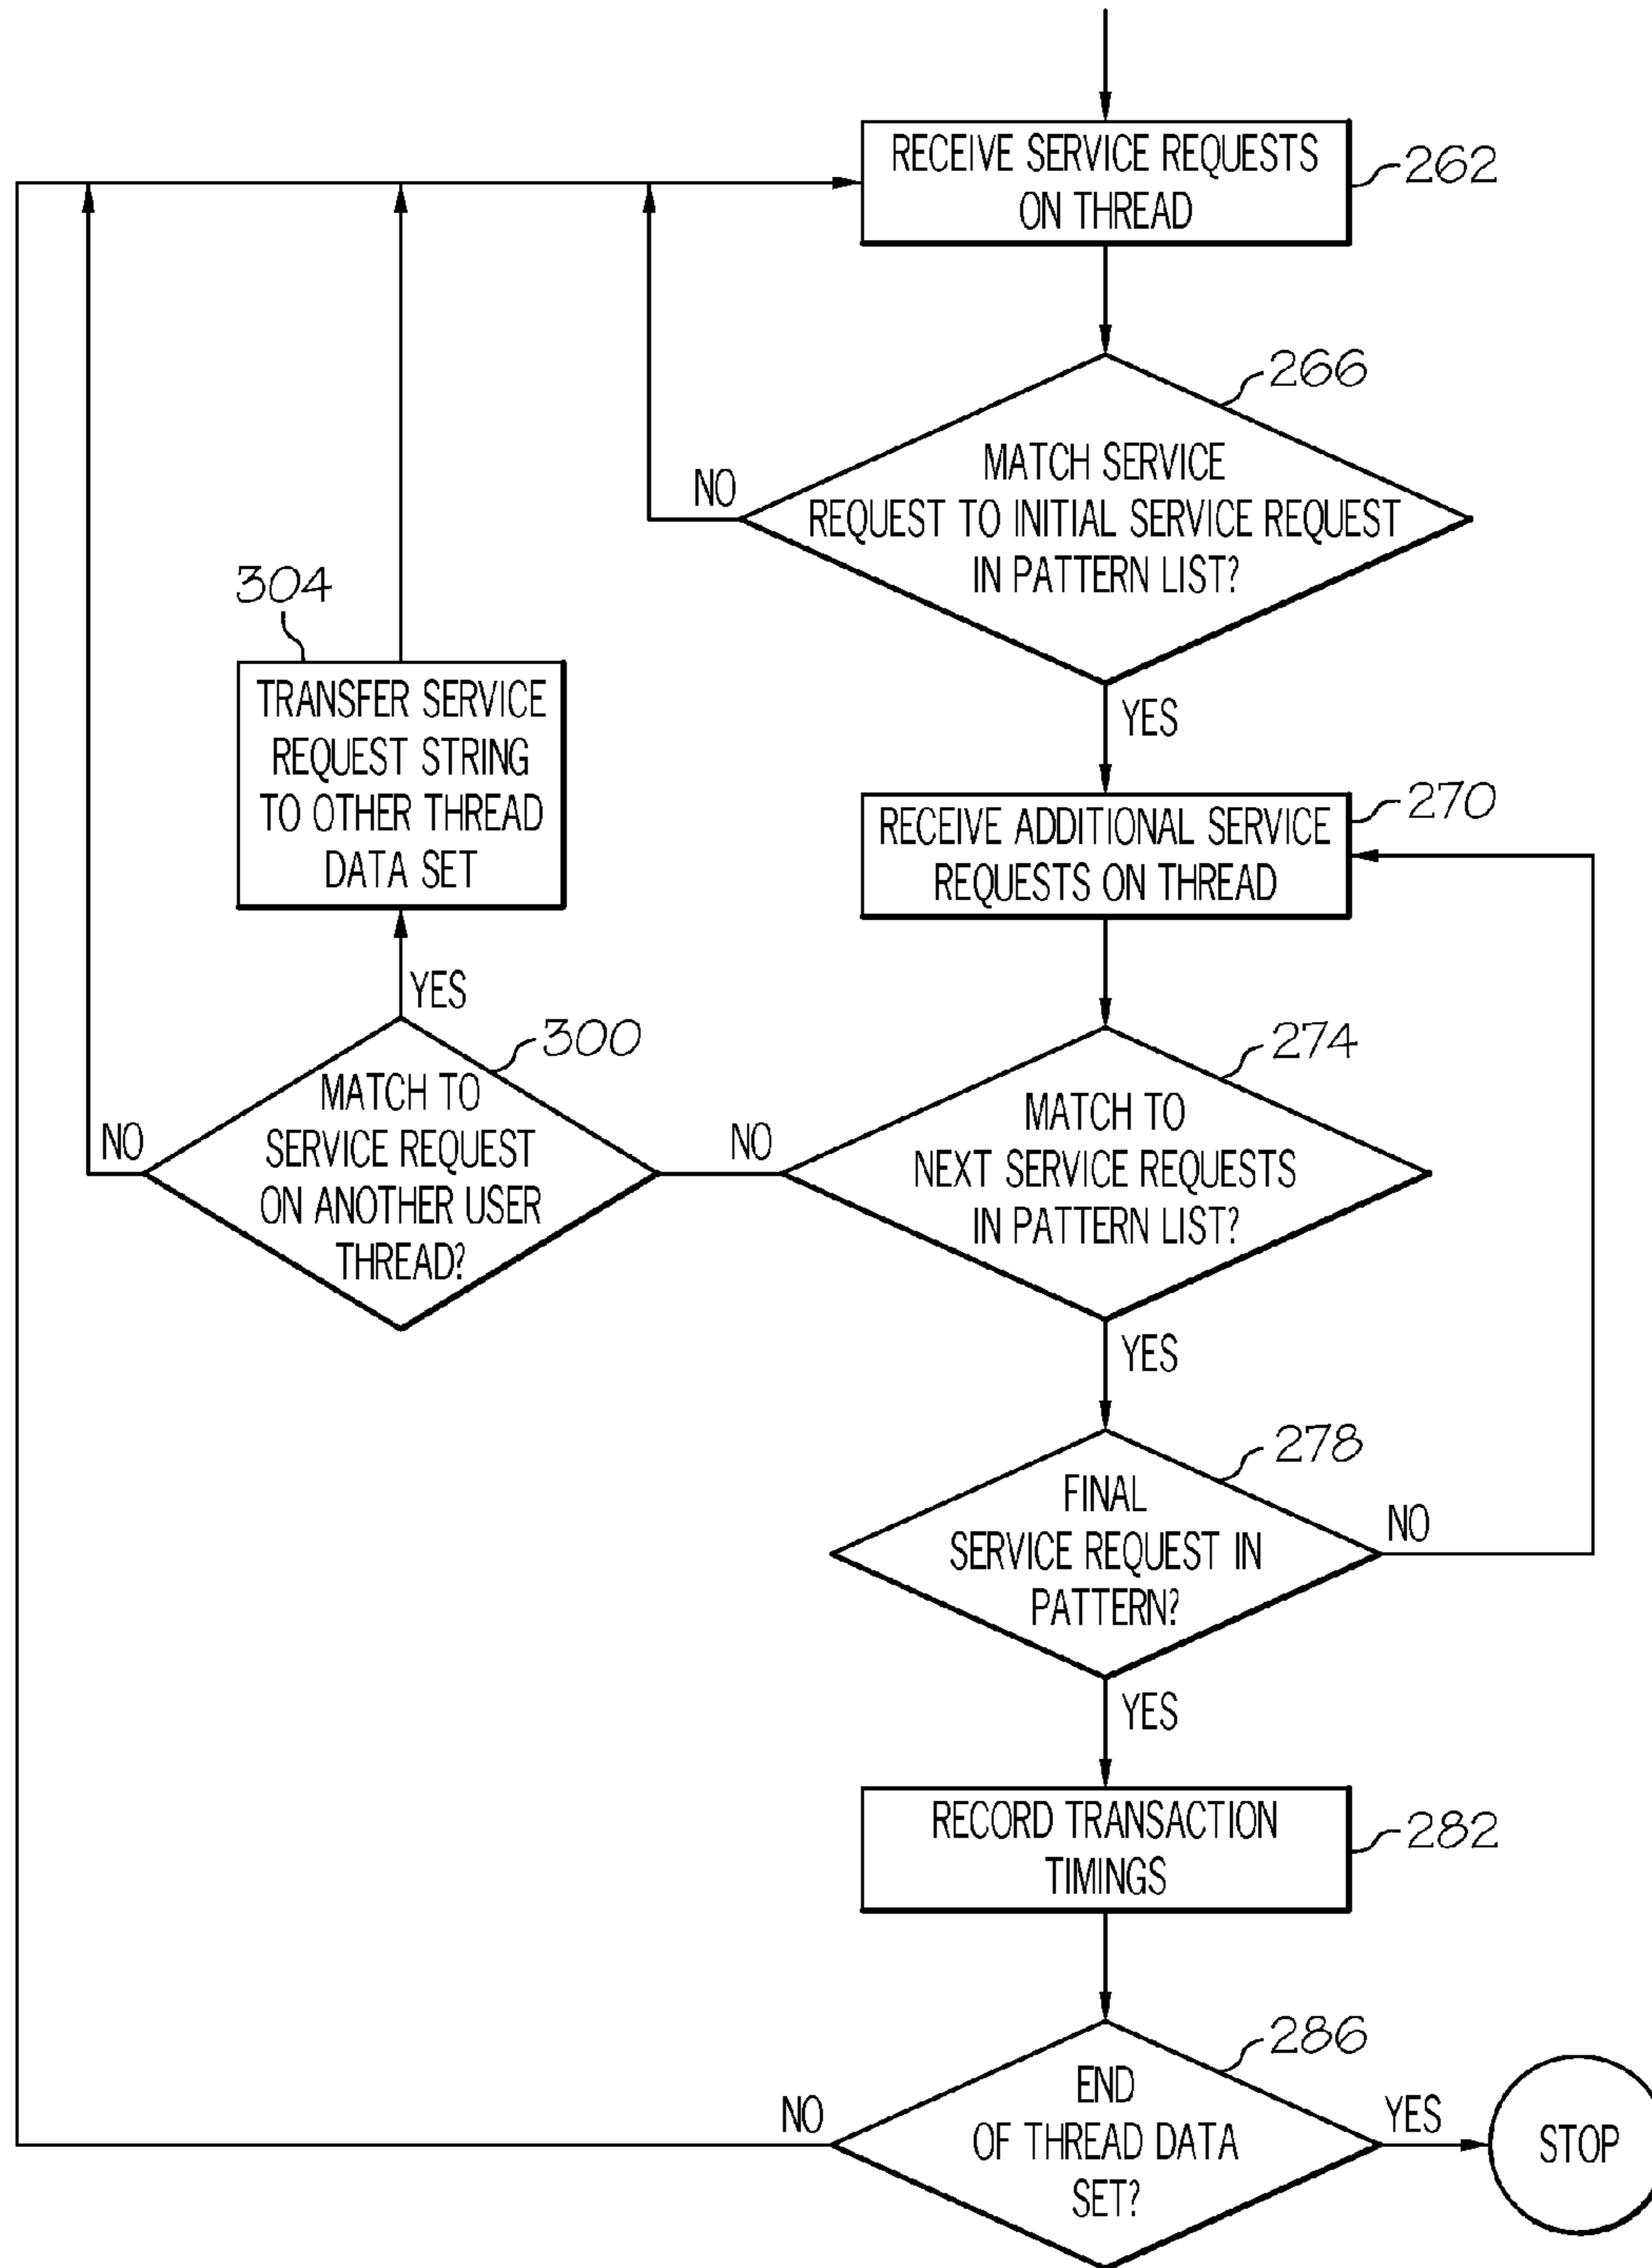 RECEIVE SERVICE REQUESTS
ON THREAD
262
266
MATCH SERVICE
REQUEST TO INITIAL SERVICE REQUEST
IN PATTERN LIST?
NO
YES
304
TRANSFER SERVICE
REQUEST STRING
TO OTHER THREAD
DATA SET
270
RECEIVE ADDITIONAL SERVICE
REQUESTS ON THREAD
YES
300
MATCH TO
SERVICE REQUEST
ON ANOTHER USER
THREAD?
NO
NO
274
MATCH TO
NEXT SERVICE REQUESTS
IN PATTERN LIST?
YES
278
FINAL
SERVICE REQUEST IN
PATTERN?
NO
YES
RECORD TRANSACTION
TIMINGS
282
286
END
OF THREAD DATA
SET?
NO
YES
STOP